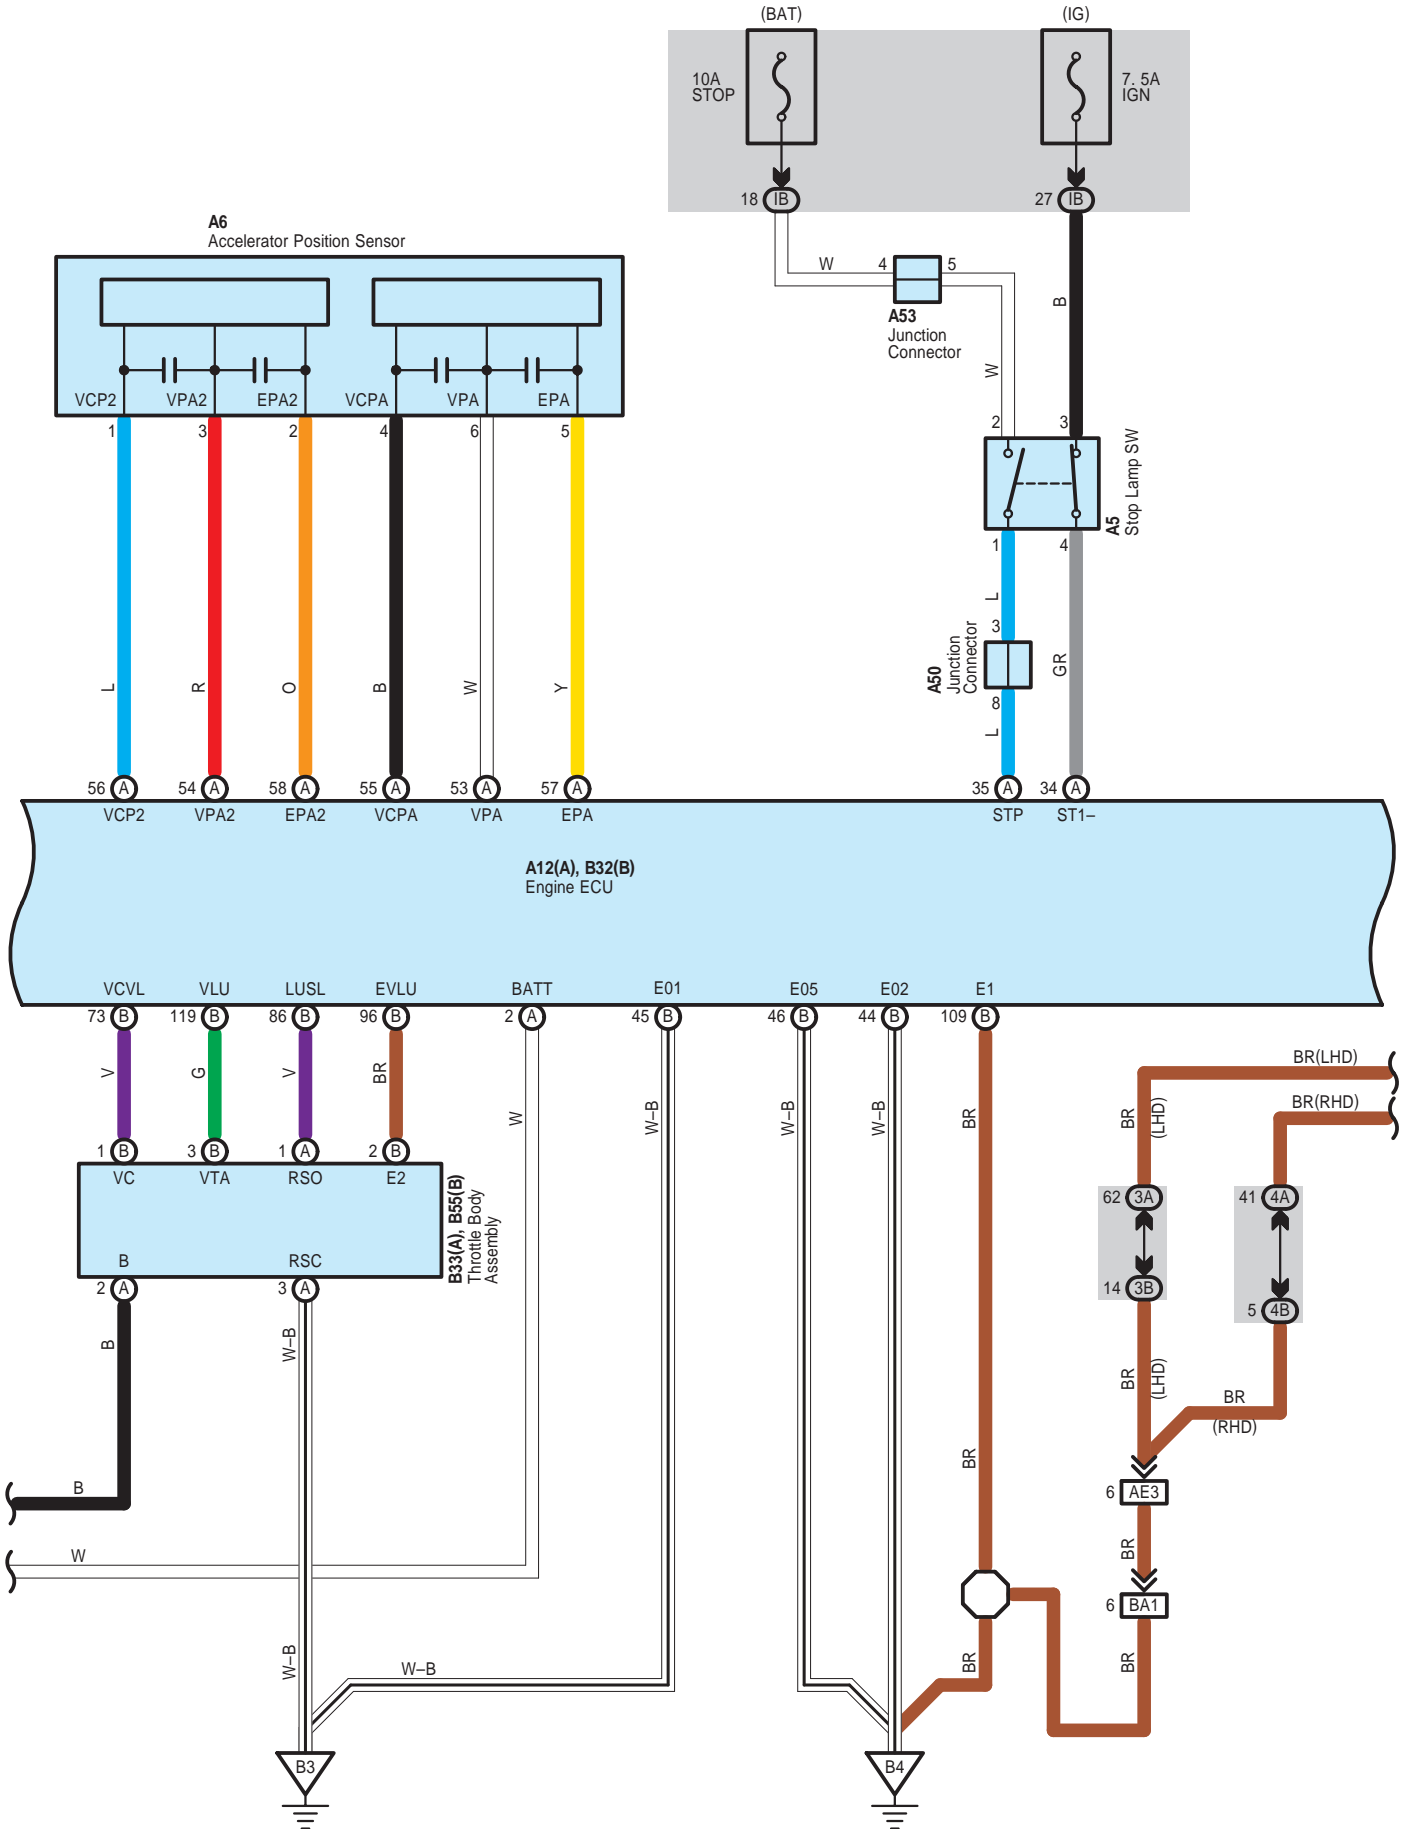 (BAT) (IG)
10A
STOP
7. 5A
IGN
18 IB 27 IB
A6
Accelerator Position Sensor
W 4 5
A53
Junction
Connector
B
W
VCP2 VPA2 EPA2 VCPA VPA EPA
1 3 2 4 6 5
2 3
A5
Stop Lamp SW
1 4
L
3
A50
Junction
Connector
GR
8
L
L R O B W Y
56 A 54 A 58 A 55 A 53 A 57 A 35 A 34 A
VCP2 VPA2 EPA2 VCPA VPA EPA STP ST1–
A12(A), B32(B)
Engine ECU
VCVL VLU LUSL EVLU BATT E01 E05 E02 E1
73 B 119 B 86 B 96 B 2 A 45 B 46 B 44 B 109 B
V G V BR
W W–B W–B W–B BR
BR(LHD)
BR(RHD)
BR
(LHD)
1 B 3 B 1 A 2 B
VC VTA RSO E2
B33(A), B55(B)
Throttle Body
Assembly
B RSC
2 A 3 A
62 3A 41 4A
14 3B 5 4B
B W–B
BR
(LHD)
BR
(RHD)
BR
B
6 AE3
W
BR
6 BA1
W–B
W–B
BR
BR
B3 B4